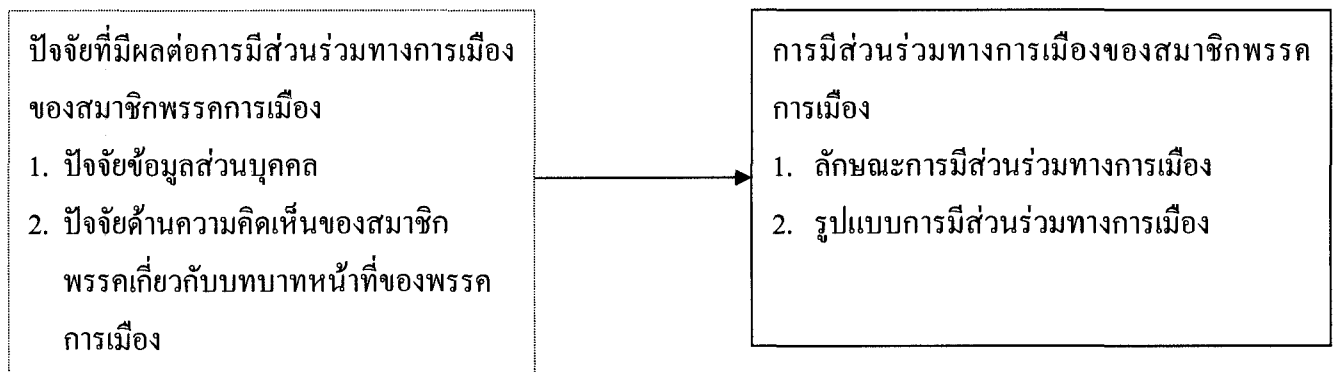 ปัจจัยที่มีผลต่อการมีส่วนร่วมทางการเมือง
ของสมาชิกพรรคการเมือง
1. ปัจจัยข้อมูลส่วนบุคคล
2. ปัจจัยด้านความคิดเห็นของสมาชิก
พรรคเกี่ยวกับบทบาทหน้าที่ของพรรค
การเมือง
การมีส่วนร่วมทางการเมืองของสมาชิกพรรค
การเมือง
1. ลักษณะการมีส่วนร่วมทางการเมือง
2. รูปแบบการมีส่วนร่วมทางการเมือง